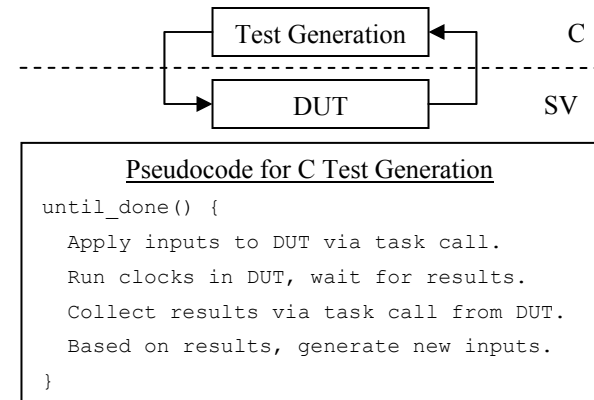 Test Generation
C
DUT
SV
Pseudocode for C Test Generation
until_done() {
Apply inputs to DUT via task call.
Run clocks in DUT, wait for results.
Collect results via task call from DUT.
Based on results, generate new inputs.
}